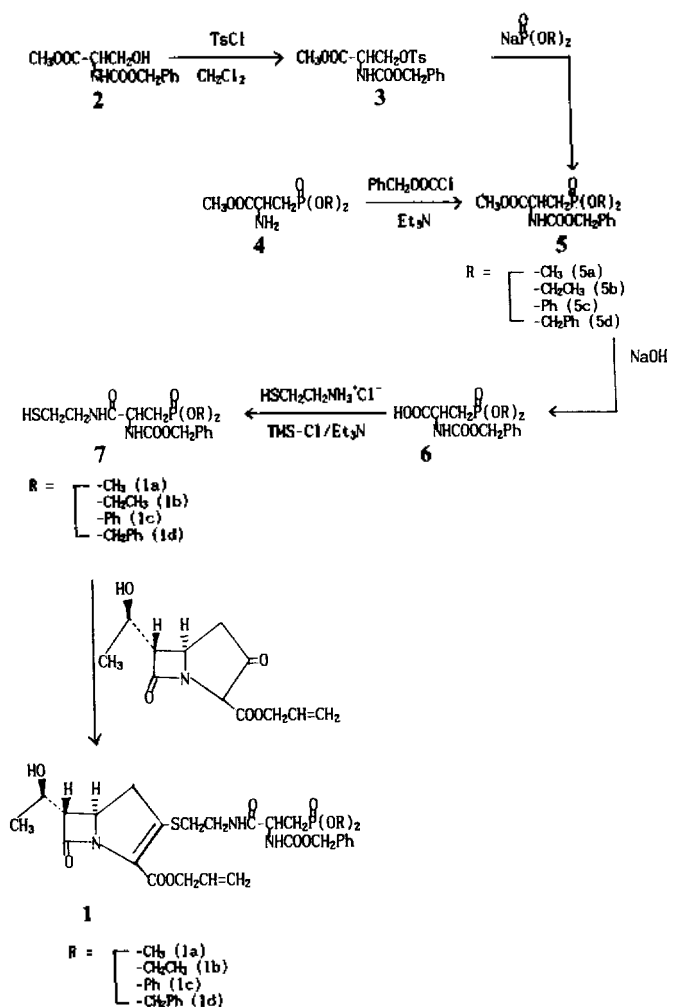 TsCl
CH₃OOC-CHCH₂OH
NHCOOCH₂Ph
2
CH₂Cl₂
CH₃OOC-CHCH₂OTs
NHCOOCH₂Ph
3
O
NaP(OR)₂
O
CH₃OOCCHCH₂P(OR)₂
NH₂
4
PhCH₂OOCCl
Et₃N
O
CH₃OOCCHCH₂P(OR)₂
NHCOOCH₂Ph
5
R = -CH₃ (5a)
-CH₂CH₃ (5b)
-Ph (5c)
-CH₂Ph (5d)
NaOH
O O
HSCH₂CH₂NHC-CHCH₂P(OR)₂
NHCOOCH₂Ph
7
HSCH₂CH₂NH₃⁺Cl⁻
TMS-Cl/Et₃N
O
HOOCCHCH₂P(OR)₂
NHCOOCH₂Ph
6
R = -CH₃ (1a)
-CH₂CH₃ (1b)
-Ph (1c)
-CH₂Ph (1d)
HO
H H
CH₃
O
N
O
COOCH₂CH=CH₂
HO
H H
CH₃
O O
SCH₂CH₂NHC-CHCH₂P(OR)₂
NHCOOCH₂Ph
O
N
COOCH₂CH=CH₂
1
R = -CH₃ (1a)
-CH₂CH₃ (1b)
-Ph (1c)
-CH₂Ph (1d)